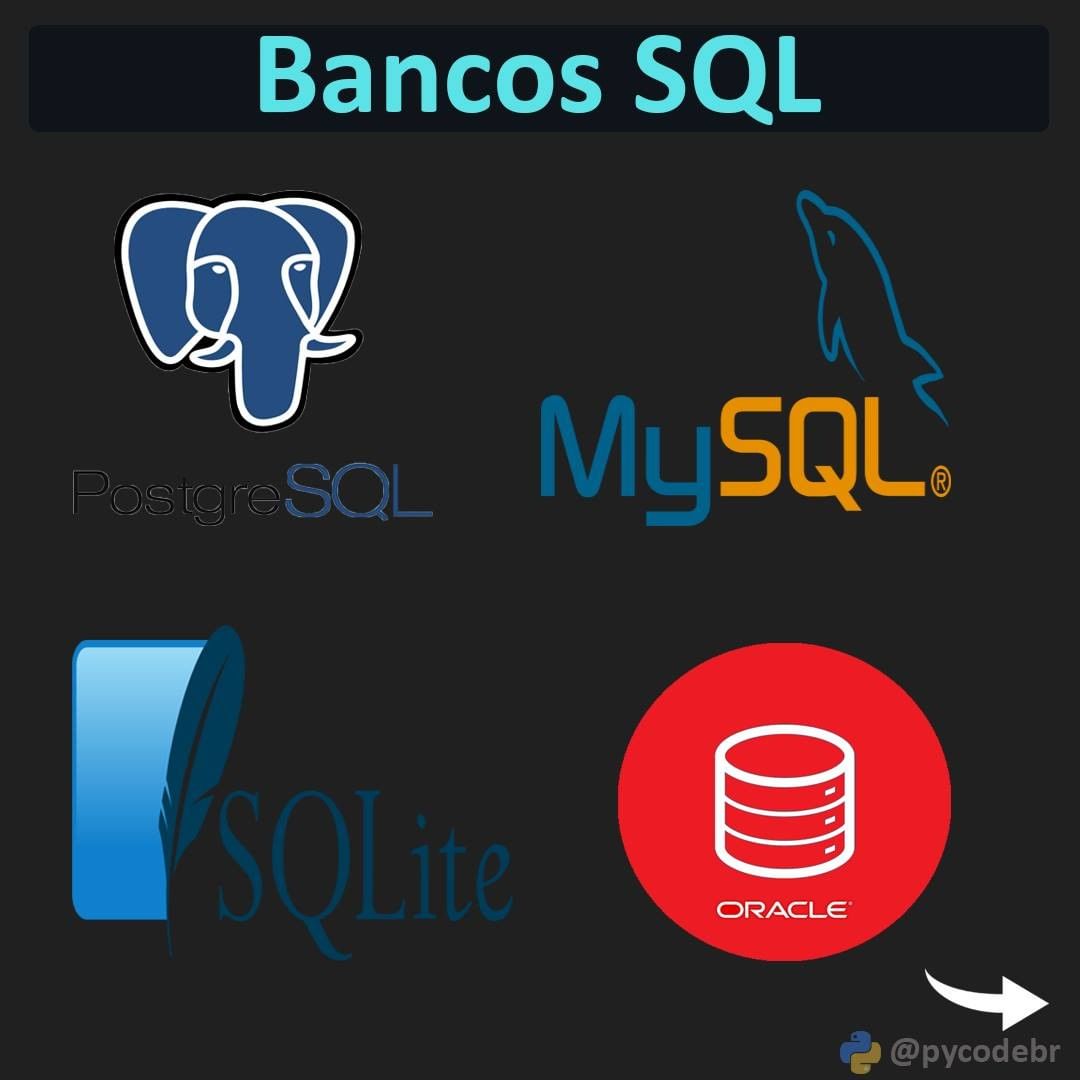 Bancos SQL
PostgreSQL
MySQL®
SQLite
ORACLE®
@pycodebr